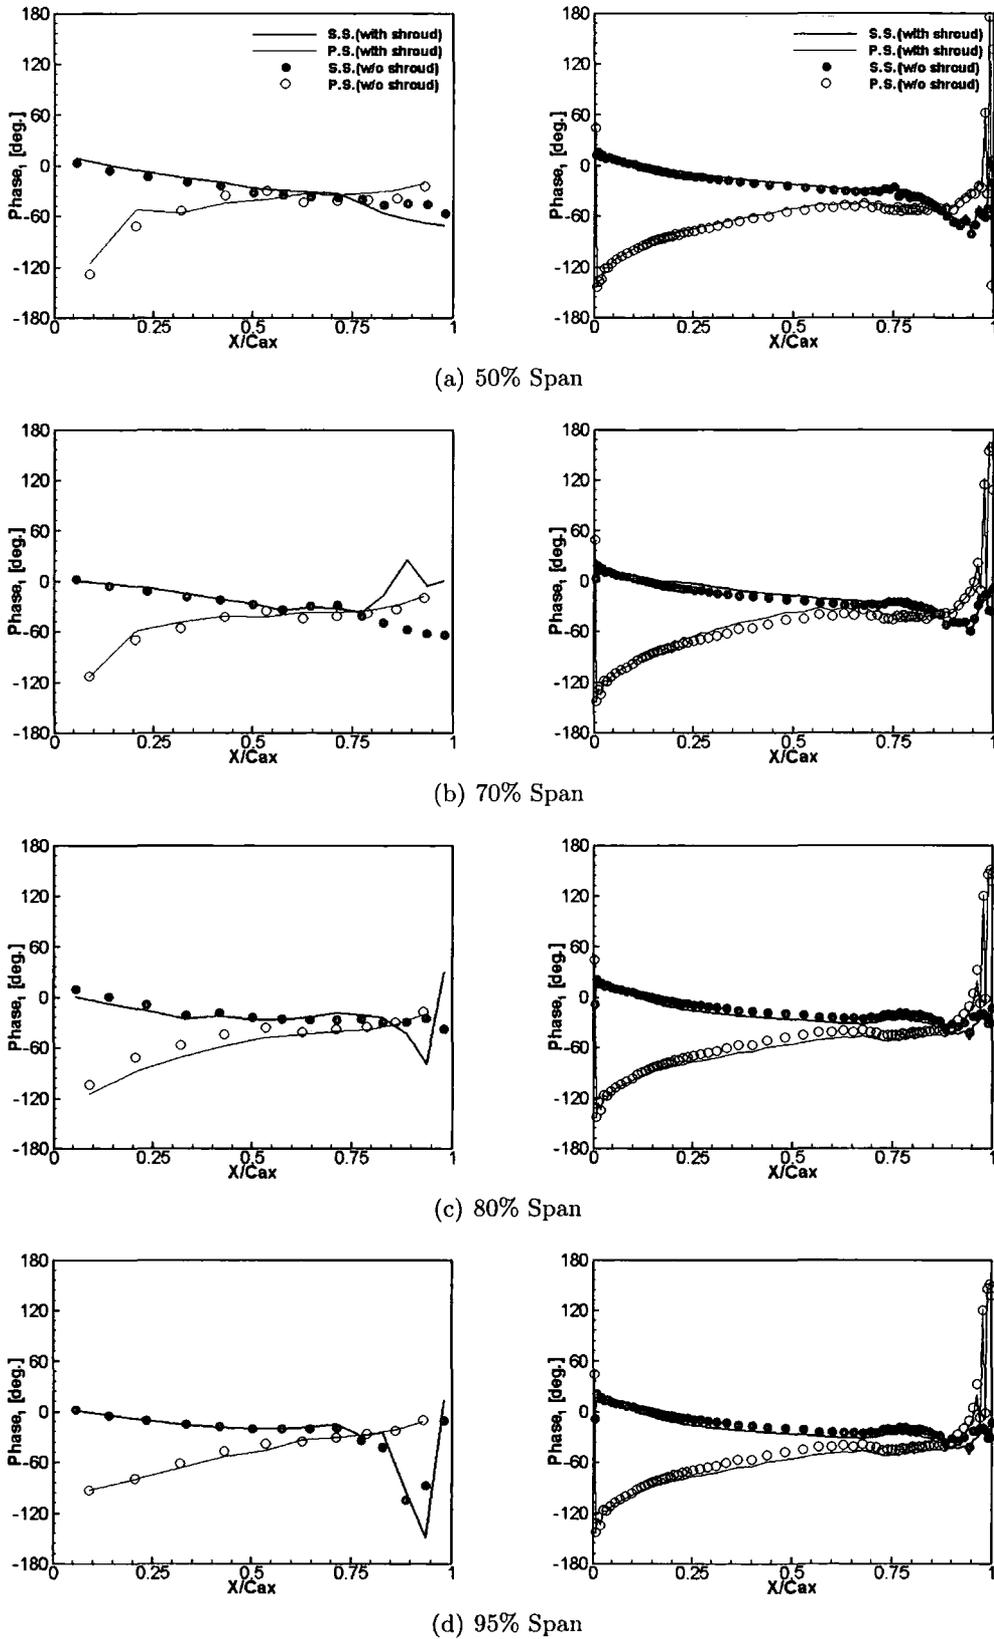 180
120
60
0
-60
-120
-180
Phase1 [deg.]
0 0.25 0.5 0.75 1
X/Cax
S.S.(with shroud)
P.S.(with shroud)
S.S.(w/o shroud)
P.S.(w/o shroud)
180
120
60
0
-60
-120
-180
Phase1 [deg.]
0 0.25 0.5 0.75 1
X/Cax
S.S.(with shroud)
P.S.(with shroud)
S.S.(w/o shroud)
P.S.(w/o shroud)
(a) 50% Span
180
120
60
0
-60
-120
-180
Phase1 [deg.]
0 0.25 0.5 0.75 1
X/Cax
180
120
60
0
-60
-120
-180
Phase1 [deg.]
0 0.25 0.5 0.75 1
X/Cax
(b) 70% Span
180
120
60
0
-60
-120
-180
Phase1 [deg.]
0 0.25 0.5 0.75 1
X/Cax
180
120
60
0
-60
-120
-180
Phase1 [deg.]
0 0.25 0.5 0.75 1
X/Cax
(c) 80% Span
180
120
60
0
-60
-120
-180
Phase1 [deg.]
0 0.25 0.5 0.75 1
X/Cax
180
120
60
0
-60
-120
-180
Phase1 [deg.]
0 0.25 0.5 0.75 1
X/Cax
(d) 95% Span